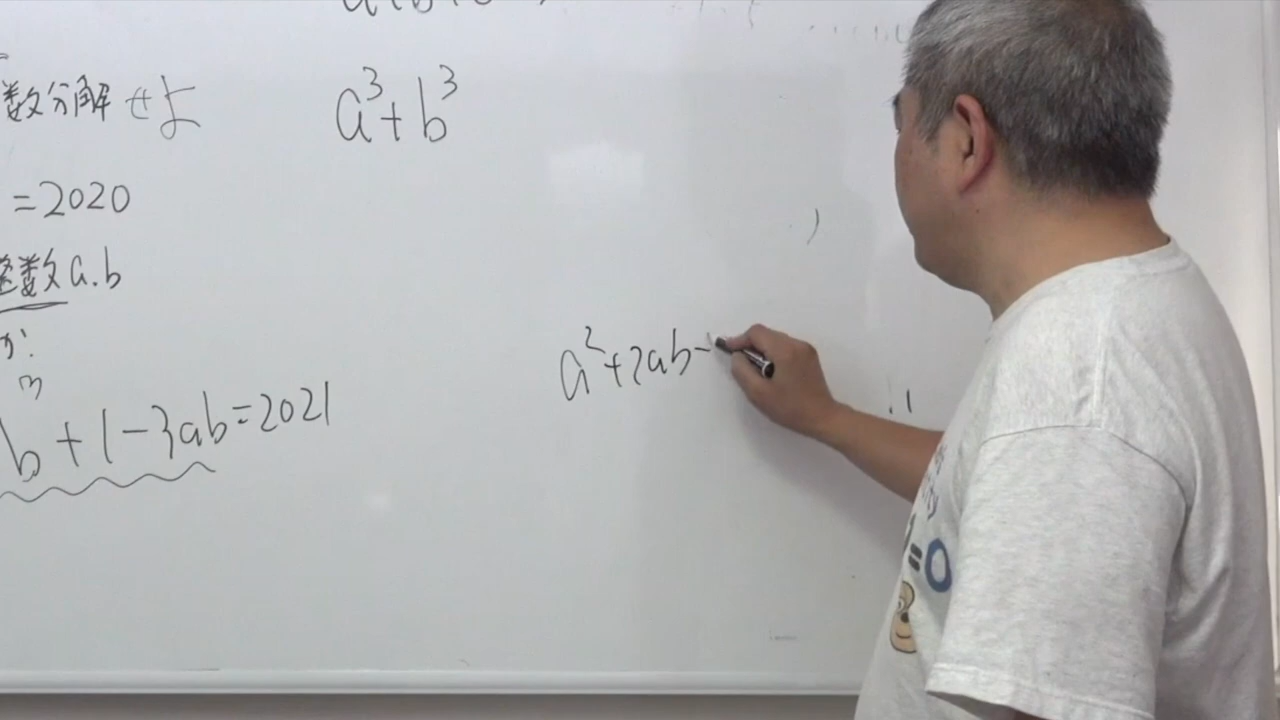 数分解せよ
a³+b³
=2020
整数a.b
か.
b+1-3ab=2021
a²+2ab-